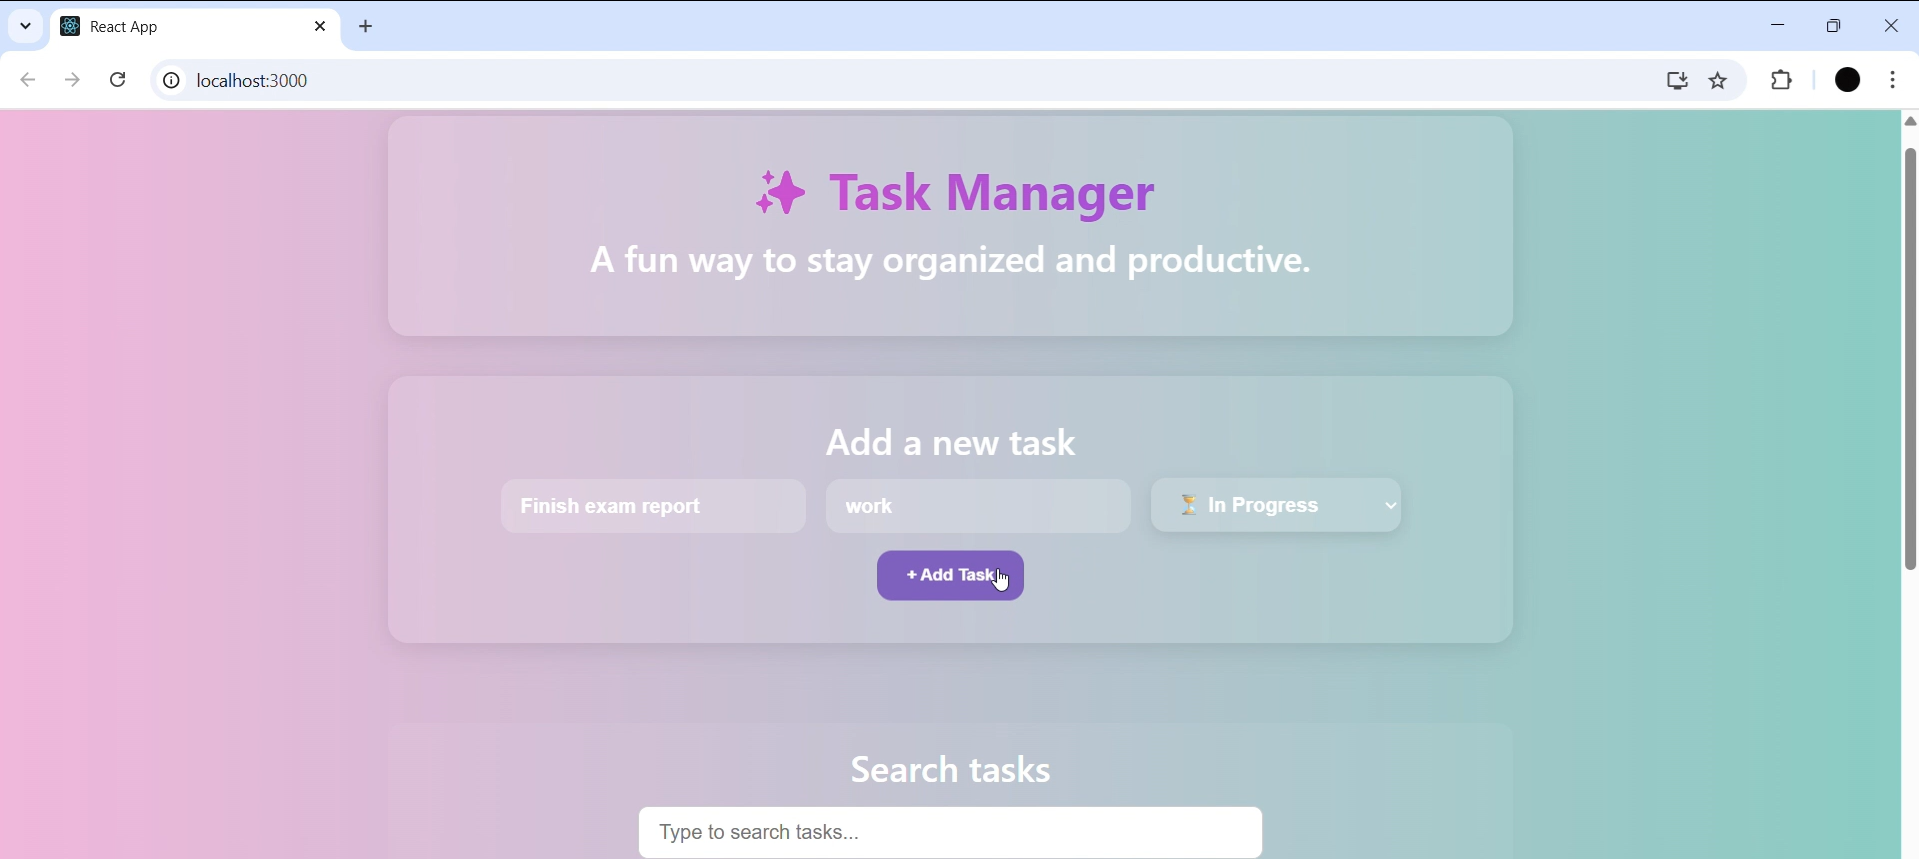 React App
localhost:3000
Task Manager
A fun way to stay organized and productive.
Add a new task
Finish exam report
work
⏳ In Progress
+ Add Task
Search tasks
Type to search tasks...